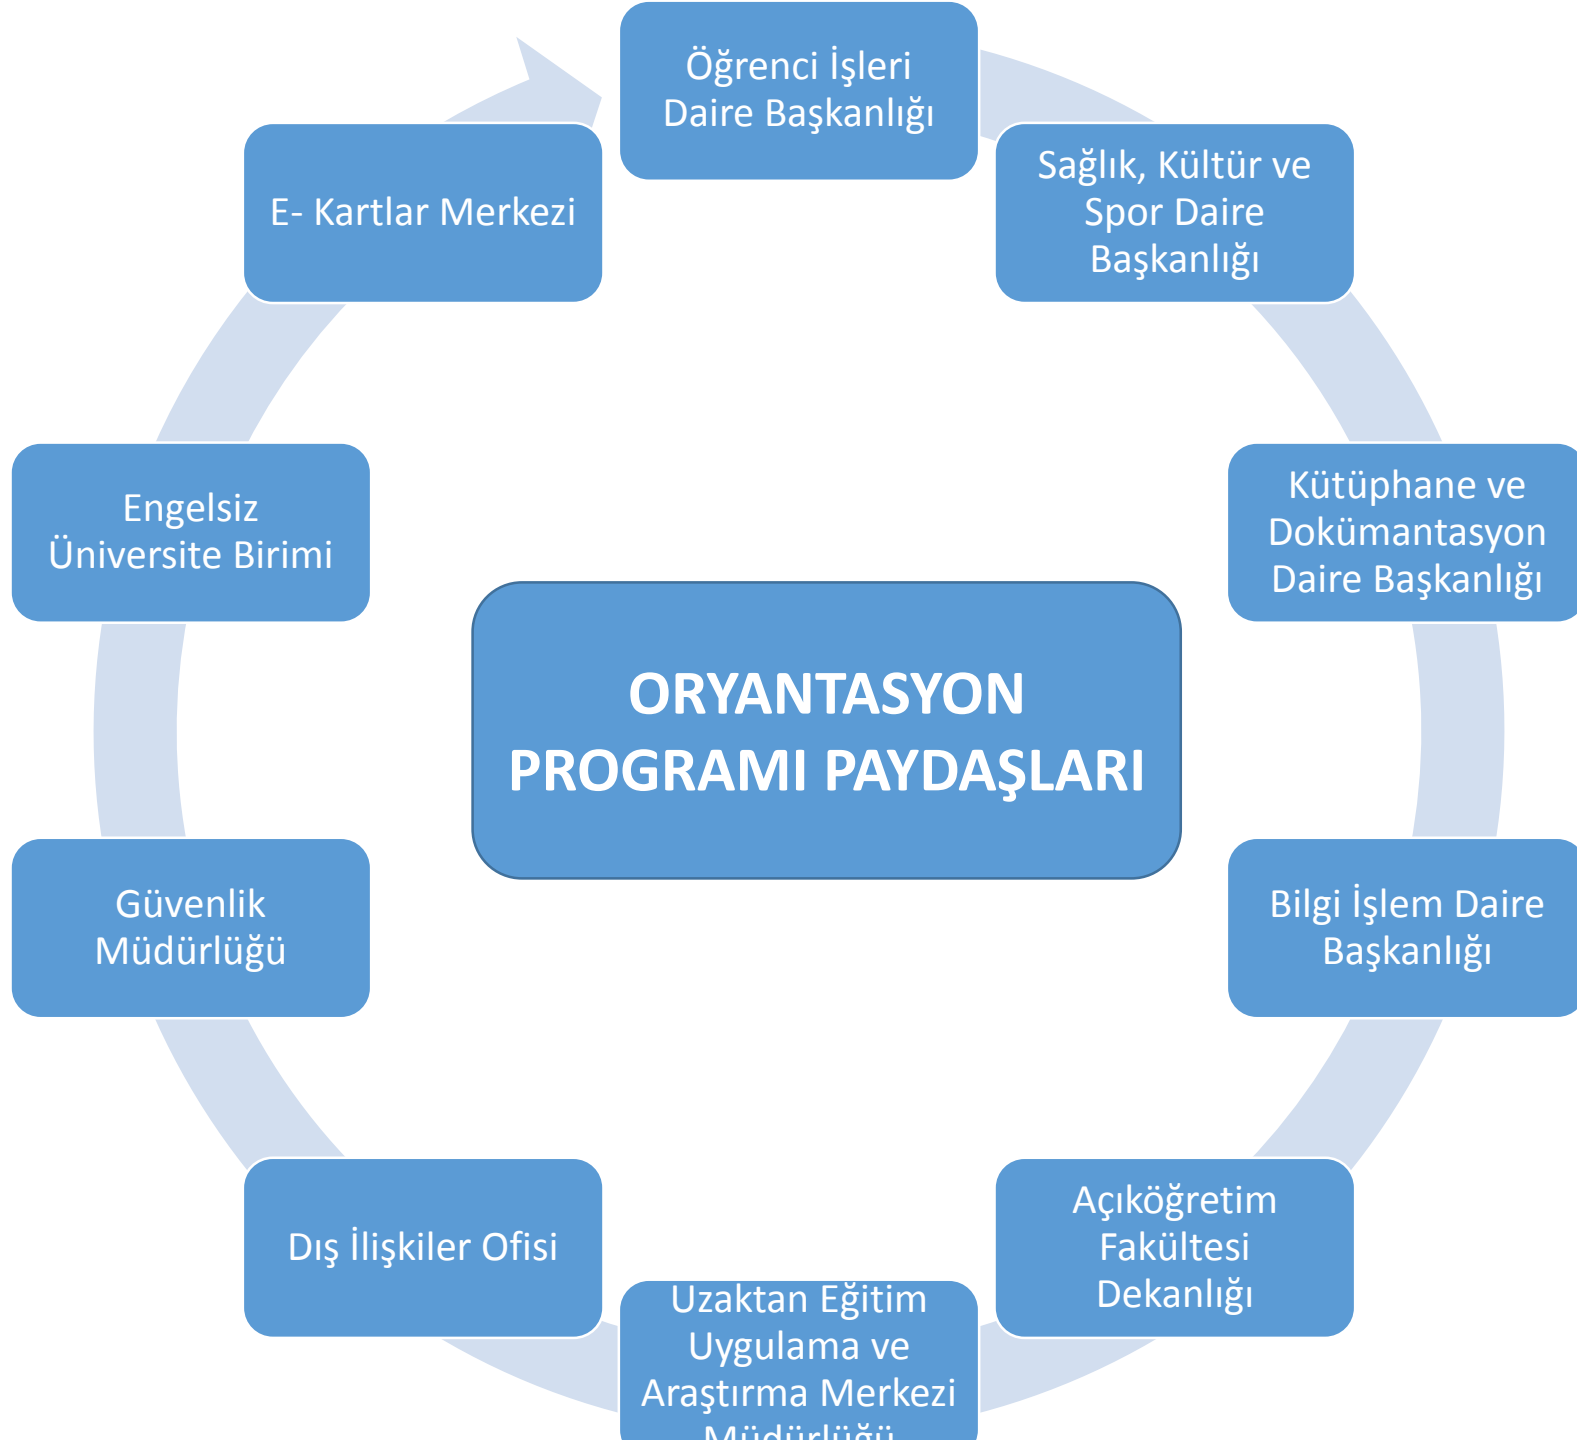 Öğrenci İşleri
Daire Başkanlığı
Sağlık, Kültür ve
Spor Daire
Başkanlığı
Kütüphane ve
Dokümantasyon
Daire Başkanlığı
Bilgi İşlem Daire
Başkanlığı
Açıköğretim
Fakültesi
Dekanlığı
Uzaktan Eğitim
Uygulama ve
Araştırma Merkezi
Müdürlüğü
Dış İlişkiler Ofisi
Güvenlik
Müdürlüğü
Engelsiz
Üniversite Birimi
E- Kartlar Merkezi
ORYANTASYON
PROGRAMI PAYDAŞLARI